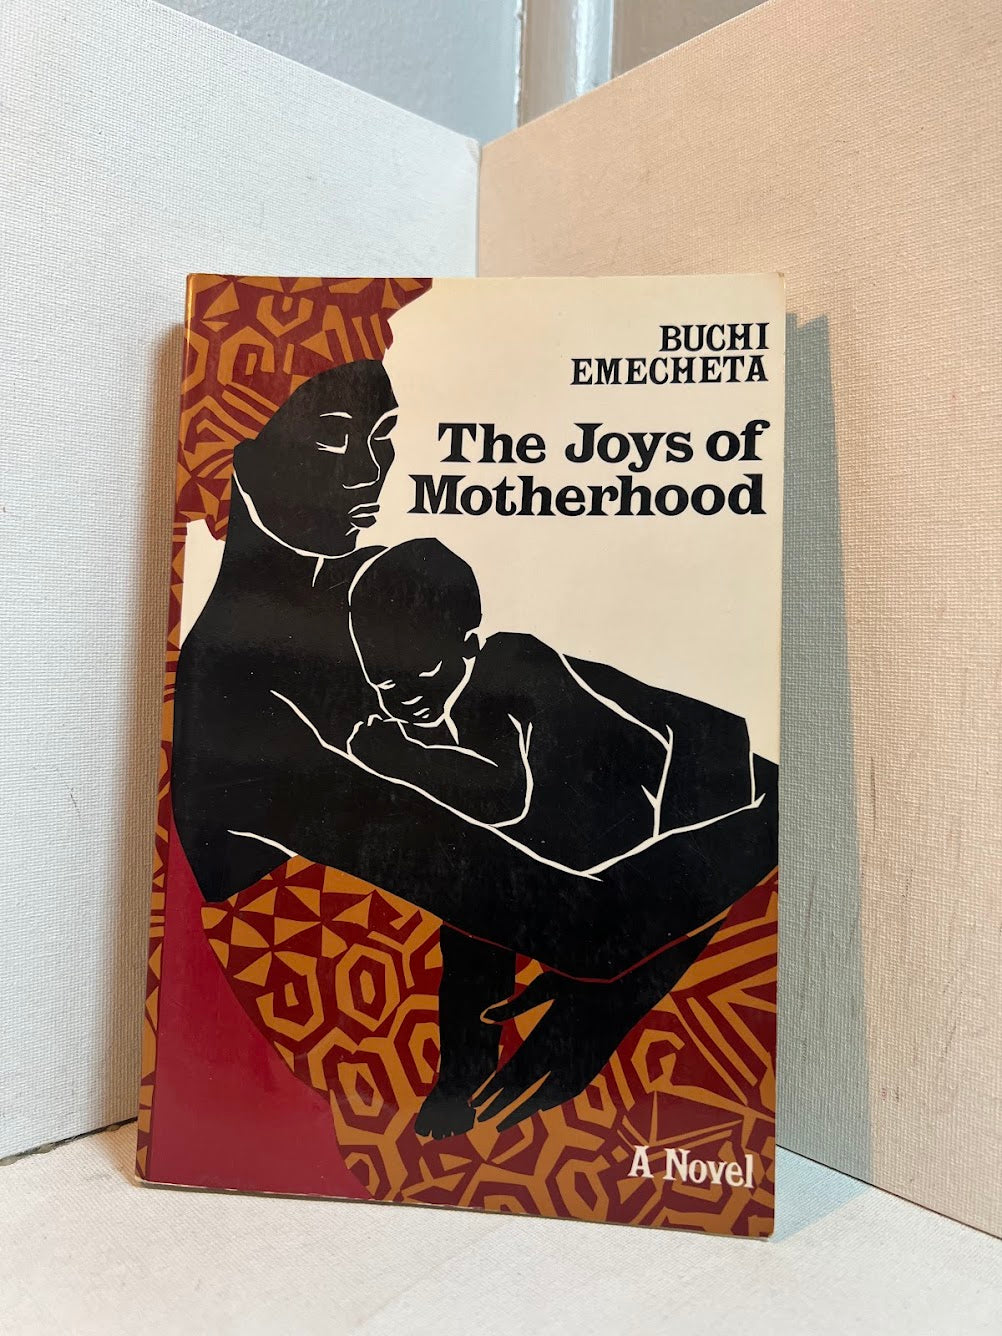 BUCHI
EMECHETA
The Joys of
Motherhood
A Novel